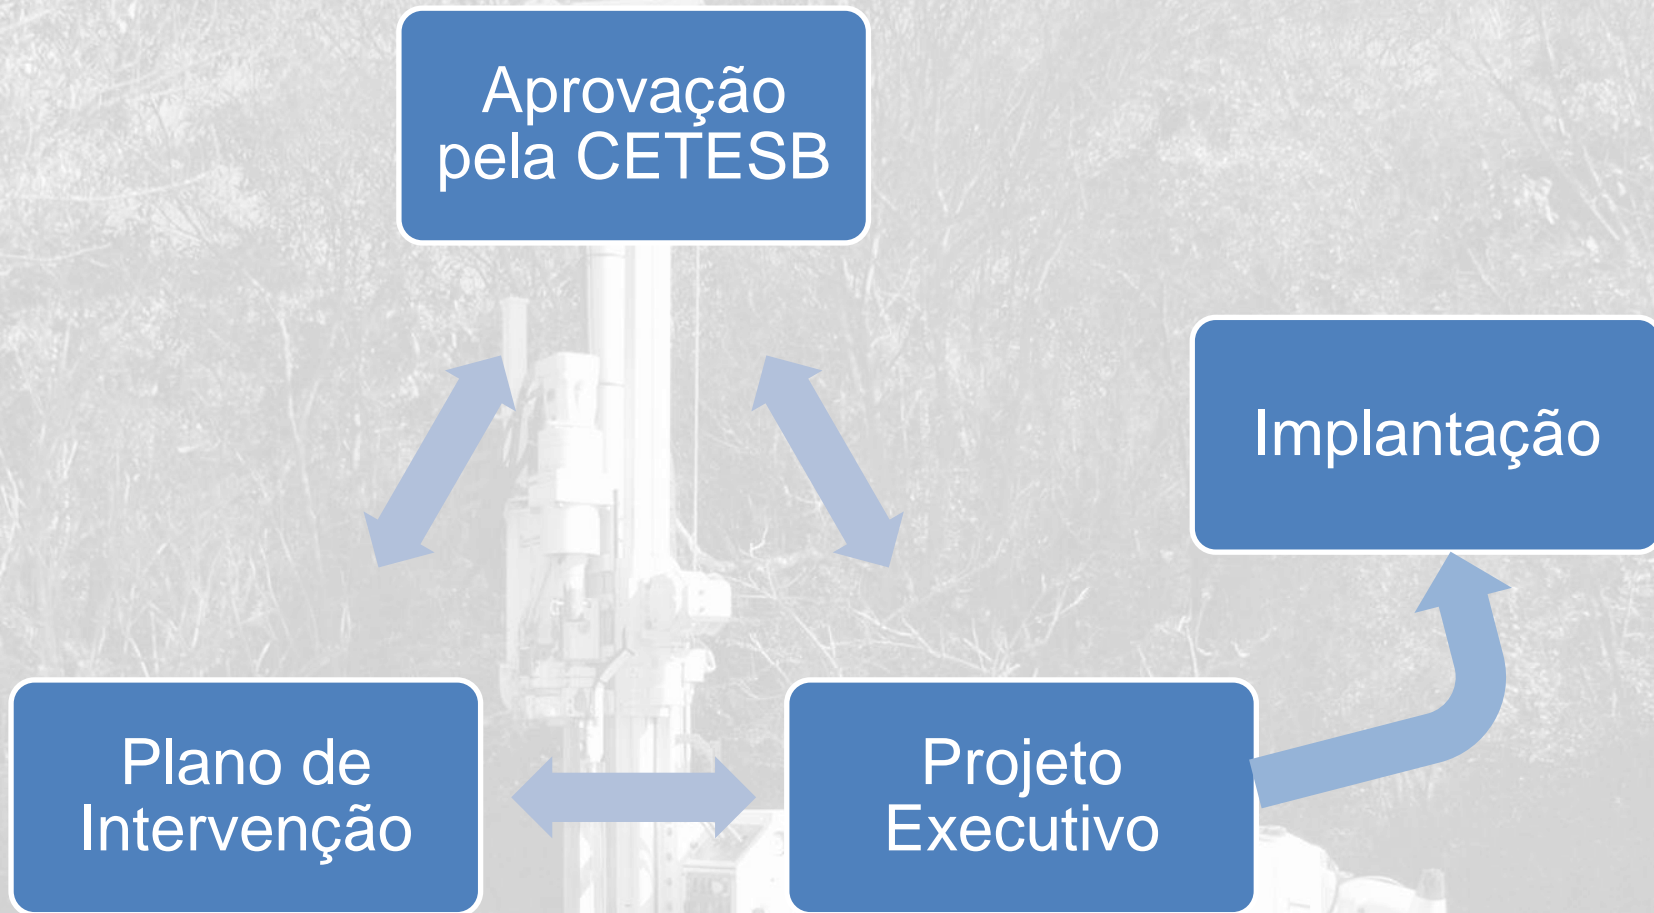 Aprovação
pela CETESB
Implantação
Plano de
Intervenção
Projeto
Executivo